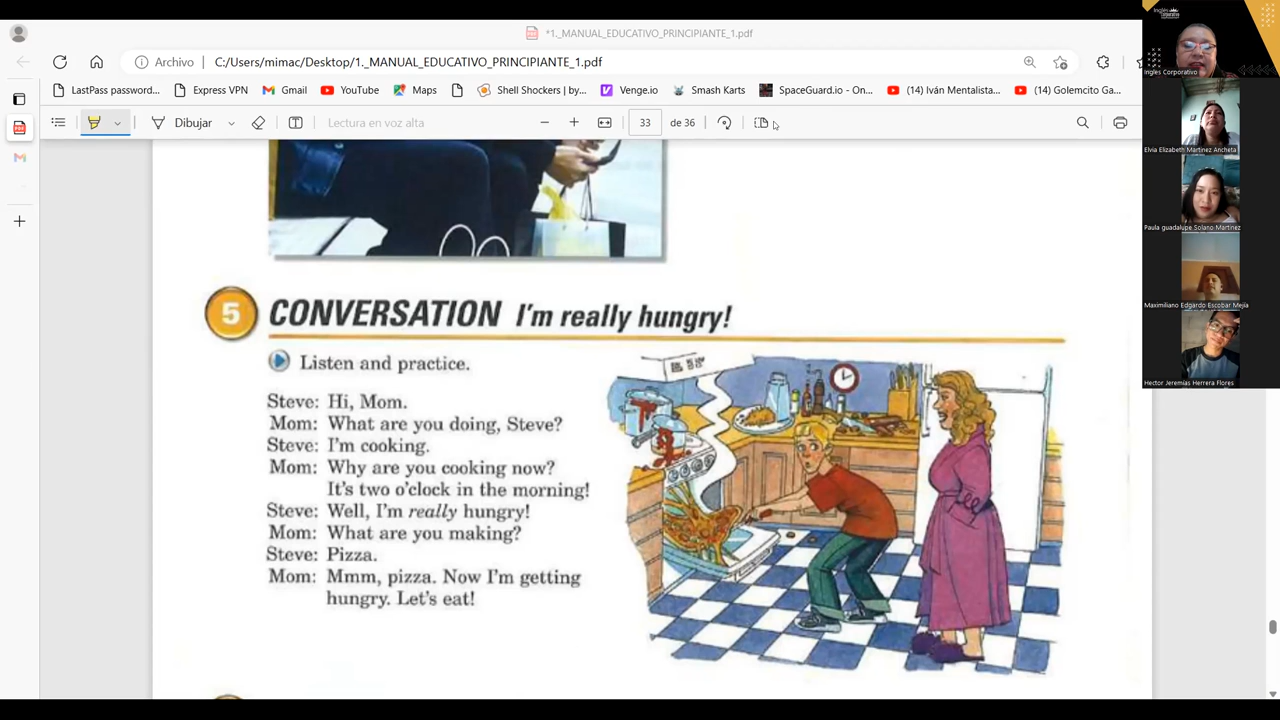 *1._MANUAL_EDUCATIVO_PRINCIPIANTE_1.pdf
Archivo C:/Users/mimac/Desktop/1._MANUAL_EDUCATIVO_PRINCIPIANTE_1.pdf
LastPass password... Express VPN Gmail YouTube Maps Shell Shockers | by... Venge.io Smash Karts SpaceGuard.io - On... (14) Iván Mentalista... (14) Golemcito Ga...
Dibujar Lectura en voz alta 33 de 36
5 CONVERSATION I'm really hungry!
Listen and practice.
Steve: Hi, Mom.
Mom: What are you doing, Steve?
Steve: I'm cooking.
Mom: Why are you cooking now?
It's two o'clock in the morning!
Steve: Well, I'm really hungry!
Mom: What are you making?
Steve: Pizza.
Mom: Mmm, pizza. Now I'm getting
hungry. Let's eat!
Ingles Corporativo
Elvia Elizabeth Martinez Ancheta
Paula guadalupe Solano Martinez
Maximiliano Edgardo Escobar Mejía
Hector Jeremías Herrera Flores